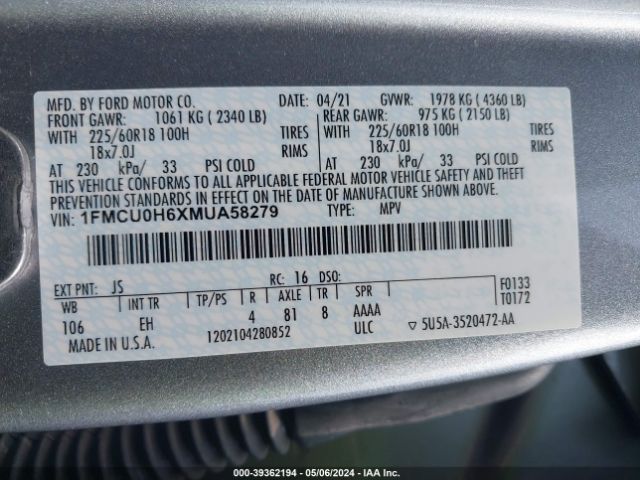 MFD. BY FORD MOTOR CO. DATE: 04/21 GVWR: 1978 KG ( 4360 LB)
FRONT GAWR: 1061 KG ( 2340 LB) REAR GAWR: 975 KG ( 2150 LB)
WITH 225/60R18 100H TIRES WITH 225/60R18 100H TIRES
18x7.0J RIMS 18x7.0J RIMS
AT 230 kPa/ 33 PSI COLD AT 230 kPa/ 33 PSI COLD
THIS VEHICLE CONFORMS TO ALL APPLICABLE FEDERAL MOTOR VEHICLE SAFETY AND THEFT
PREVENTION STANDARDS IN EFFECT ON THE DATE OF MANUFACTURE SHOWN ABOVE.
VIN: 1FMCU0H6XMUA58279 TYPE: MPV
EXT PNT: JS RC: 16 DSO: F0133
WB INT TR TP/PS R AXLE TR SPR T0172
106 EH 4 81 8 AAAA
MADE IN U.S.A. 1202104280852 ULC ▽ 5U5A-3520472-AA
000-39362194 - 05/06/2024 - IAA Inc.